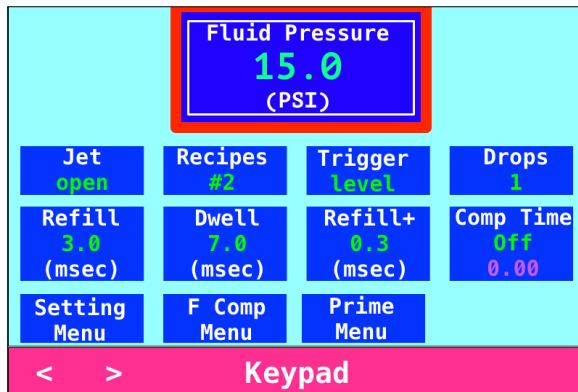 Fluid Pressure
15.0
(PSI)
Jet
open
Recipes
#2
Trigger
level
Drops
1
Refill
3.0
(msec)
Dwell
7.0
(msec)
Refill+
0.3
(msec)
Comp Time
Off
0.00
Setting
Menu
F Comp
Menu
Prime
Menu
< > Keypad